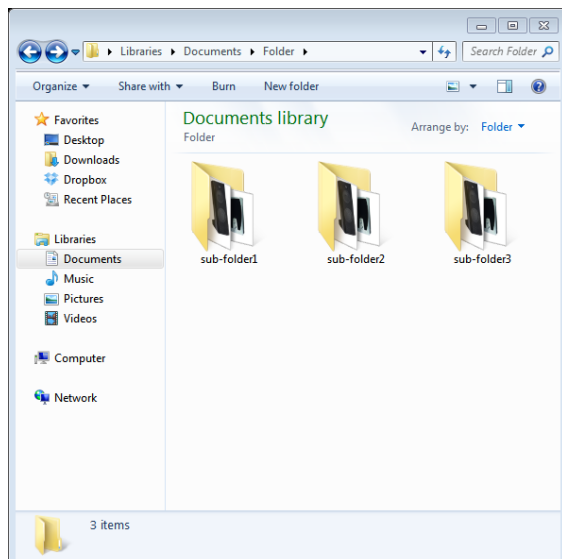 Libraries Documents Folder Search Folder
Organize Share with Burn New folder
Favorites
Desktop
Downloads
Dropbox
Recent Places
Libraries
Documents
Music
Pictures
Videos
Computer
Network
Documents library
Folder
Arrange by: Folder
sub-folder1 sub-folder2 sub-folder3
3 items